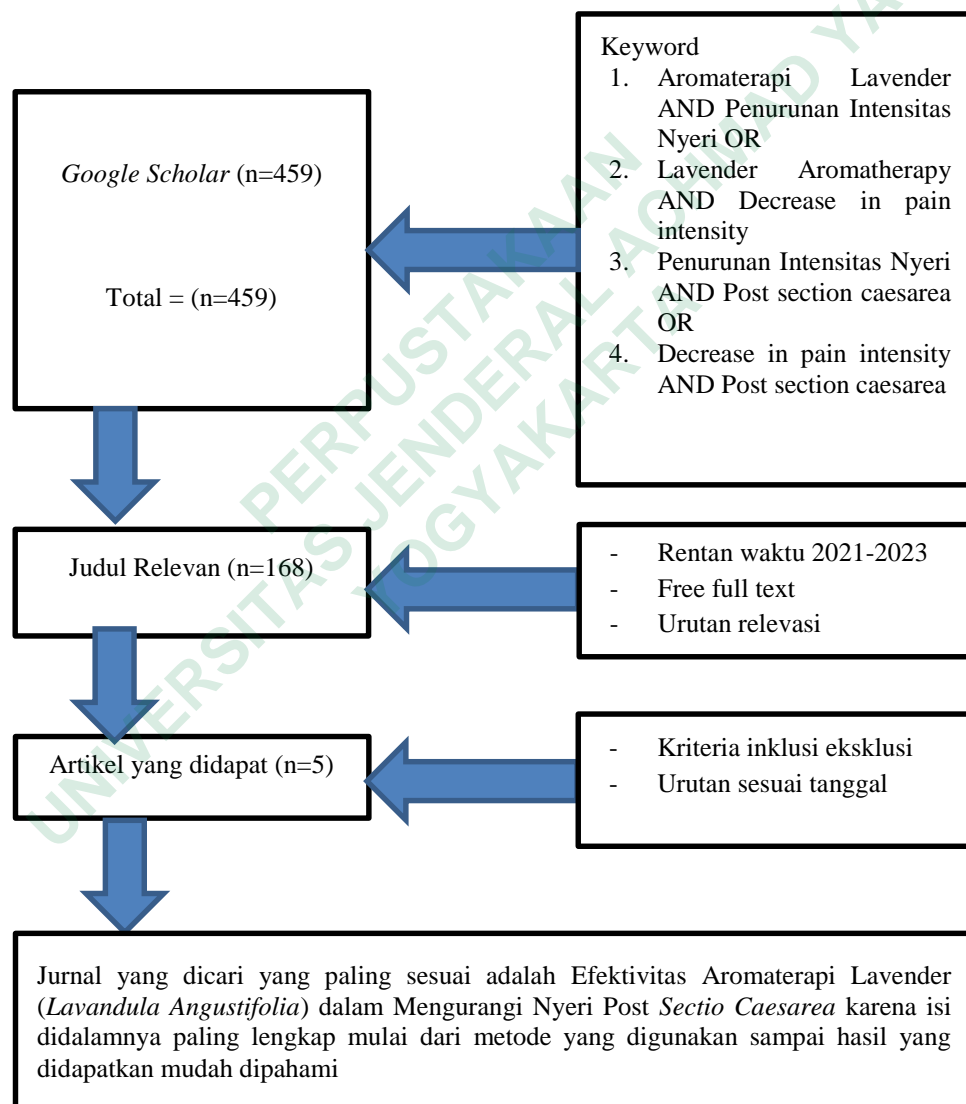 Keyword
1. Aromaterapi Lavender
AND Penurunan Intensitas
Nyeri OR
2. Lavender Aromatherapy
AND Decrease in pain
intensity
3. Penurunan Intensitas Nyeri
AND Post section caesarea
OR
4. Decrease in pain intensity
AND Post section caesarea
Google Scholar (n=459)
Total = (n=459)
Judul Relevan (n=168)
- Rentan waktu 2021-2023
- Free full text
- Urutan relevasi
Artikel yang didapat (n=5)
- Kriteria inklusi eksklusi
- Urutan sesuai tanggal
Jurnal yang dicari yang paling sesuai adalah Efektivitas Aromaterapi Lavender
(Lavandula Angustifolia) dalam Mengurangi Nyeri Post Sectio Caesarea karena isi
didalamnya paling lengkap mulai dari metode yang digunakan sampai hasil yang
didapatkan mudah dipahami
PERPUSTAKAAN
UNIVERSITAS JENDERAL ACHMAD YA
YOGYAKARTA